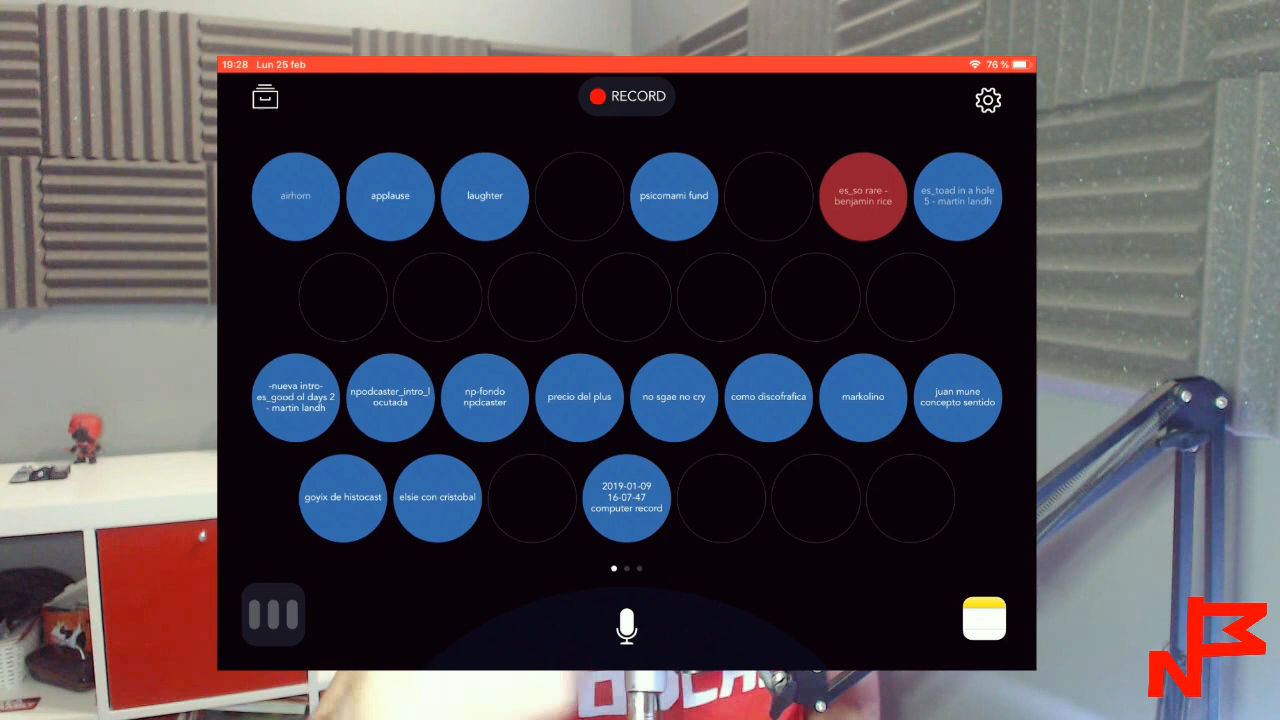 19:28 Lun 25 feb
76 %
RECORD
airhorn
applause
laughter
psicomami fund
es_so rare -
benjamin rice
es_toad in a hole
5 - martin landh
-nueva intro-
es_good ol days 2
- martin landh
npodcaster_intro_l
ocutada
np-fondo
npdcaster
precio del plus
no sgae no cry
como discofrafica
markolino
juan mune
concepto sentido
goyix de histocast
elsie con cristobal
2019-01-09
16-07-47
computer record